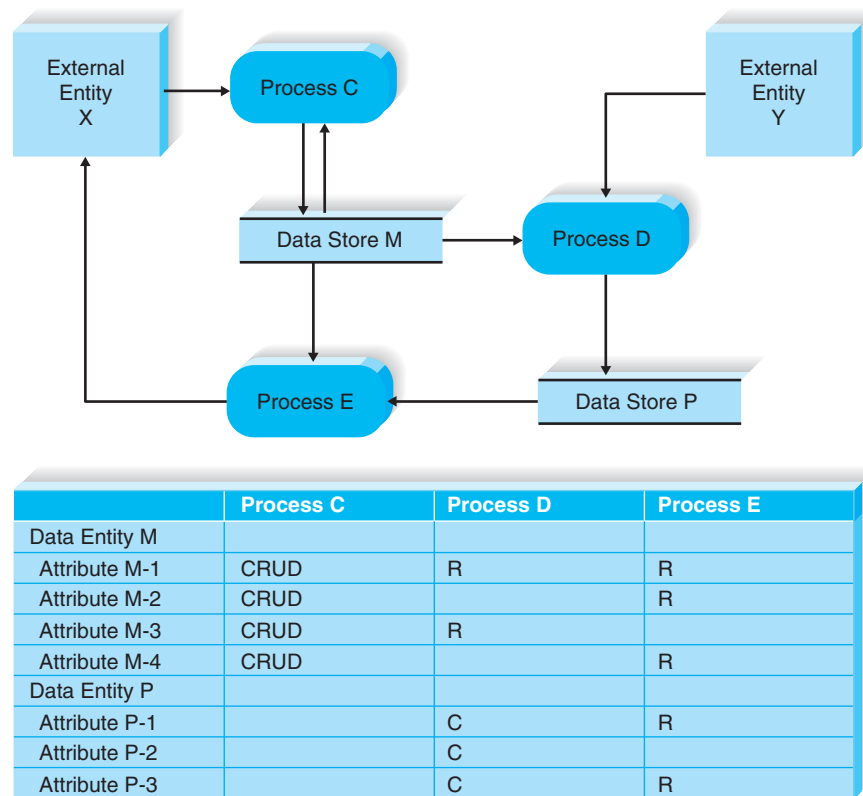 External
Entity
X
Process C
External
Entity
Y
Data Store M
Process D
Process E
Data Store P
Process C Process D Process E
Data Entity M
Attribute M-1 CRUD R R
Attribute M-2 CRUD R
Attribute M-3 CRUD R
Attribute M-4 CRUD R
Data Entity P
Attribute P-1 C R
Attribute P-2 C
Attribute P-3 C R